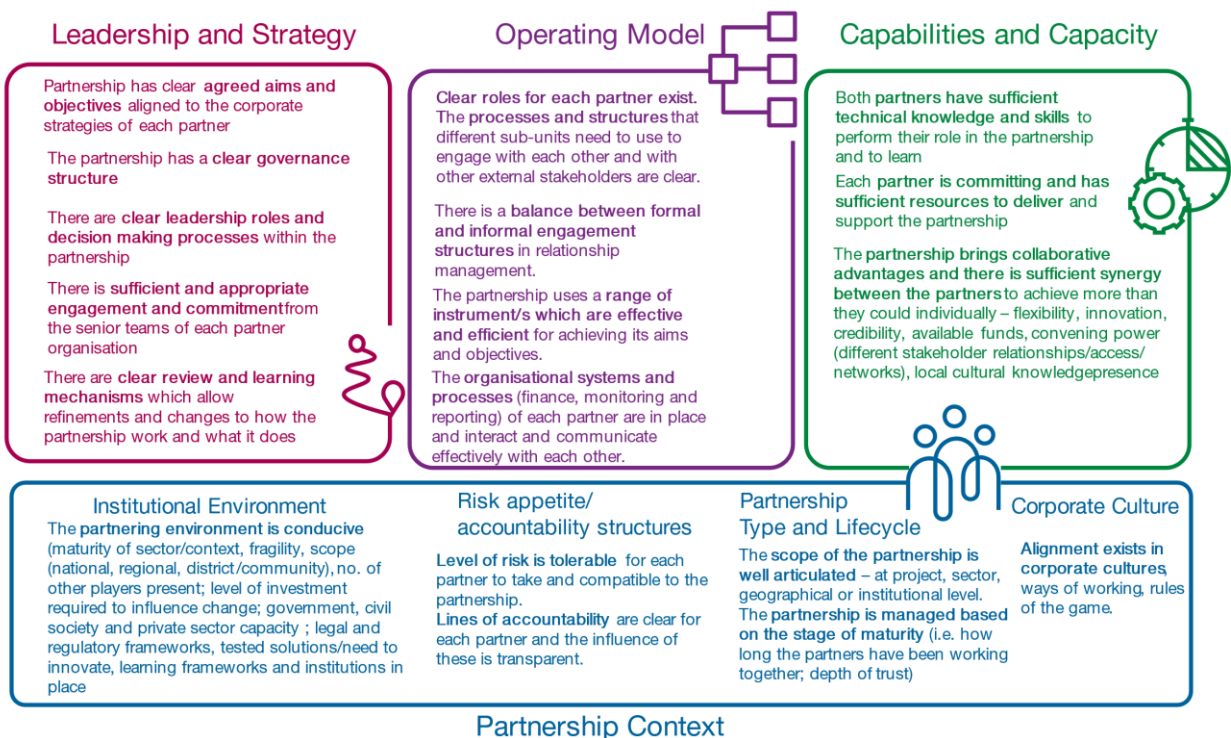 Leadership and Strategy
Partnership has clear agreed aims and
objectives aligned to the corporate
strategies of each partner
The partnership has a clear governance
structure
There are clear leadership roles and
decision making processes within the
partnership
There is sufficient and appropriate
engagement and commitmentfrom
the senior teams of each partner
organisation
There are clear review and learning
mechanisms which allow
refinements and changes to how the
partnership work and what it does
Operating Model
Clear roles for each partner exist.
The processes and structures that
different sub-units need to use to
engage with each other and with
other external stakeholders are clear.
There is a balance between formal
and informal engagement
structures in relationship
management.
The partnership uses a range of
instrument/s which are effective
and efficient for achieving its aims
and objectives.
The organisational systems and
processes (finance, monitoring and
reporting) of each partner are in place
and interact and communicate
effectively with each other.
Capabilities and Capacity
Both partners have sufficient
technical knowledge and skills to
perform their role in the partnership
and to learn
Each partner is committing and has
sufficient resources to deliver and
support the partnership
The partnership brings collaborative
advantages and there is sufficient synergy
between the partners to achieve more than
they could individually – flexibility, innovation,
credibility, available funds, convening power
(different stakeholder relationships/access/
networks), local cultural knowledgepresence
Institutional Environment
The partnering environment is conducive
(maturity of sector/context, fragility, scope
(national, regional, district/community), no. of
other players present; level of investment
required to influence change; government, civil
society and private sector capacity ; legal and
regulatory frameworks, tested solutions/need to
innovate, learning frameworks and institutions in
place
Risk appetite/
accountability structures
Level of risk is tolerable for each
partner to take and compatible to the
partnership.
Lines of accountability are clear for
each partner and the influence of
these is transparent.
Partnership
Type and Lifecycle
The scope of the partnership is
well articulated – at project, sector,
geographical or institutional level.
The partnership is managed based
on the stage of maturity (i.e. how
long the partners have been working
together; depth of trust)
Corporate Culture
Alignment exists in
corporate cultures,
ways of working, rules
of the game.
Partnership Context